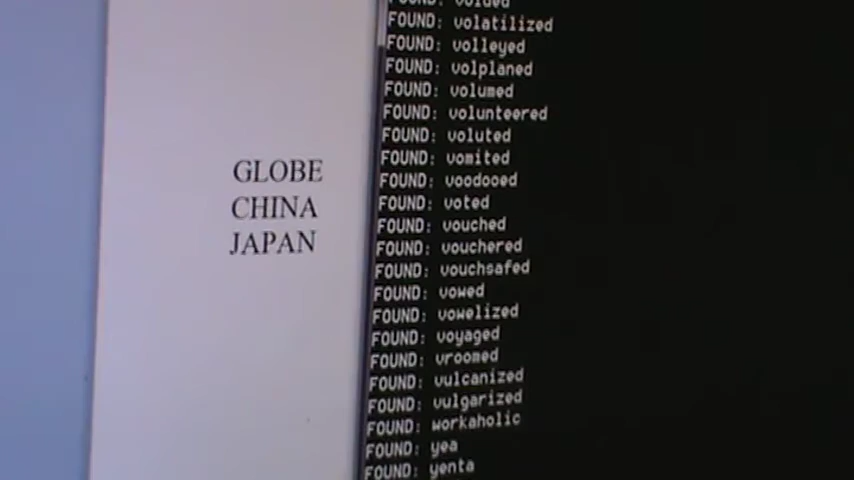 GLOBE
CHINA
JAPAN
FOUND: voided
FOUND: volatilized
FOUND: volleyed
FOUND: volplaned
FOUND: volumed
FOUND: volunteered
FOUND: voluted
FOUND: vomited
FOUND: voodooed
FOUND: voted
FOUND: vouched
FOUND: vouchered
FOUND: vouchsafed
FOUND: vowed
FOUND: vowelized
FOUND: voyaged
FOUND: vroomed
FOUND: vulcanized
FOUND: vulgarized
FOUND: workaholic
FOUND: yea
FOUND: yenta